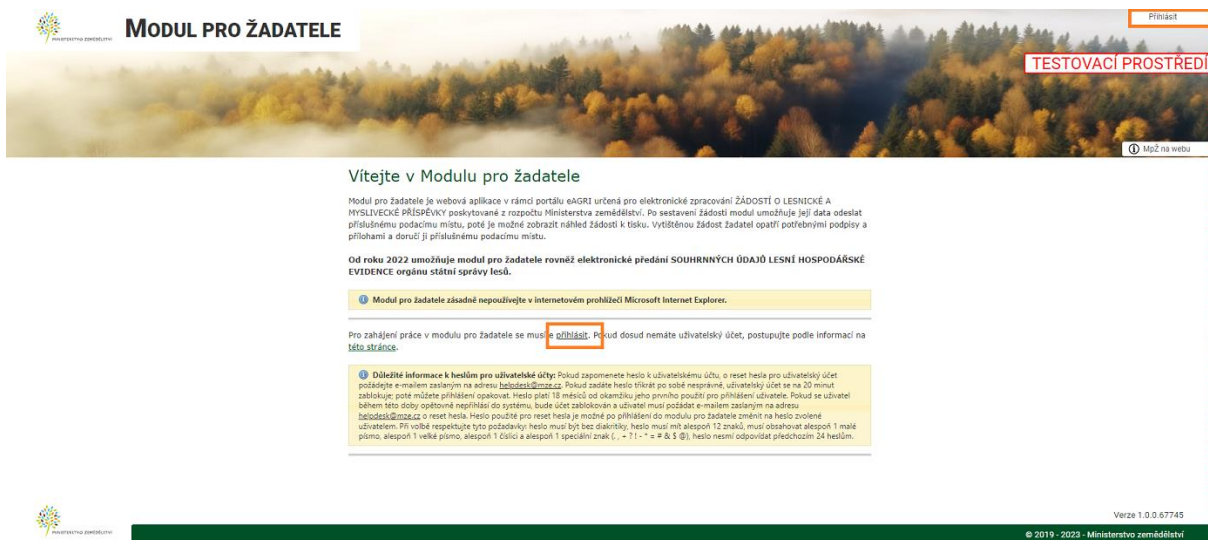 MINISTERSTVO ZEMĚDĚLSTVÍ
MODUL PRO ŽADATELE
Přihlásit
TESTOVACÍ PROSTŘEDÍ
MpŽ na webu
Vítejte v Modulu pro žadatele
Modul pro žadatele je webová aplikace v rámci portálu eAGRI určená pro elektronické zpracování ŽÁDOSTÍ O LESNICKÉ A
MYSLIVECKÉ PŘÍSPĚVKY poskytované z rozpočtu Ministerstva zemědělství. Po sestavení žádosti modul umožňuje její data odeslat
příslušnému podacímu místu, poté je možné zobrazit náhled žádosti k tisku. Vytištěnou žádost žadatel opatří potřebnými podpisy a
přílohami a doručí ji příslušnému podacímu místu.
Od roku 2022 umožňuje modul pro žadatele rovněž elektronické předání SOUHRNNÝCH ÚDAJŮ LESNÍ HOSPODÁŘSKÉ
EVIDENCE orgánu státní správy lesů.
Modul pro žadatele zásadně nepoužívejte v internetovém prohlížeči Microsoft Internet Explorer.
Pro zahájení práce v modulu pro žadatele se musíte přihlásit. Pokud dosud nemáte uživatelský účet, postupujte podle informací na
této stránce.
Důležité informace k heslům pro uživatelské účty: Pokud zapomenete heslo k uživatelskému účtu, o reset hesla pro uživatelský účet
požádejte e-mailem zaslaným na adresu helpdesk@mze.cz. Pokud zadáte heslo třikrát po sobě nesprávně, uživatelský účet se na 20 minut
zablokuje; poté můžete přihlášení opakovat. Heslo platí 18 měsíců od okamžiku jeho prvního použití pro přihlášení uživatele. Pokud se uživatel
během této doby opětovně nepřihlásí do systému, bude účet zablokován a uživatel musí požádat e-mailem zaslaným na adresu
helpdesk@mze.cz o reset hesla. Heslo použité pro reset hesla je možné po přihlášení do modulu pro žadatele změnit na heslo zvolené
uživatelem. Při volbě respektujte tyto požadavky: heslo musí být bez diakritiky, heslo musí mít alespoň 12 znaků, musí obsahovat alespoň 1 malé
písmo, alespoň 1 velké písmo, alespoň 1 číslici a alespoň 1 speciální znak (. , + ? ! - * = # & $ @), heslo nesmí odpovídat předchozím 24 heslům.
Verze 1.0.0.67745
MINISTERSTVO ZEMĚDĚLSTVÍ
© 2019 - 2023 - Ministerstvo zemědělství